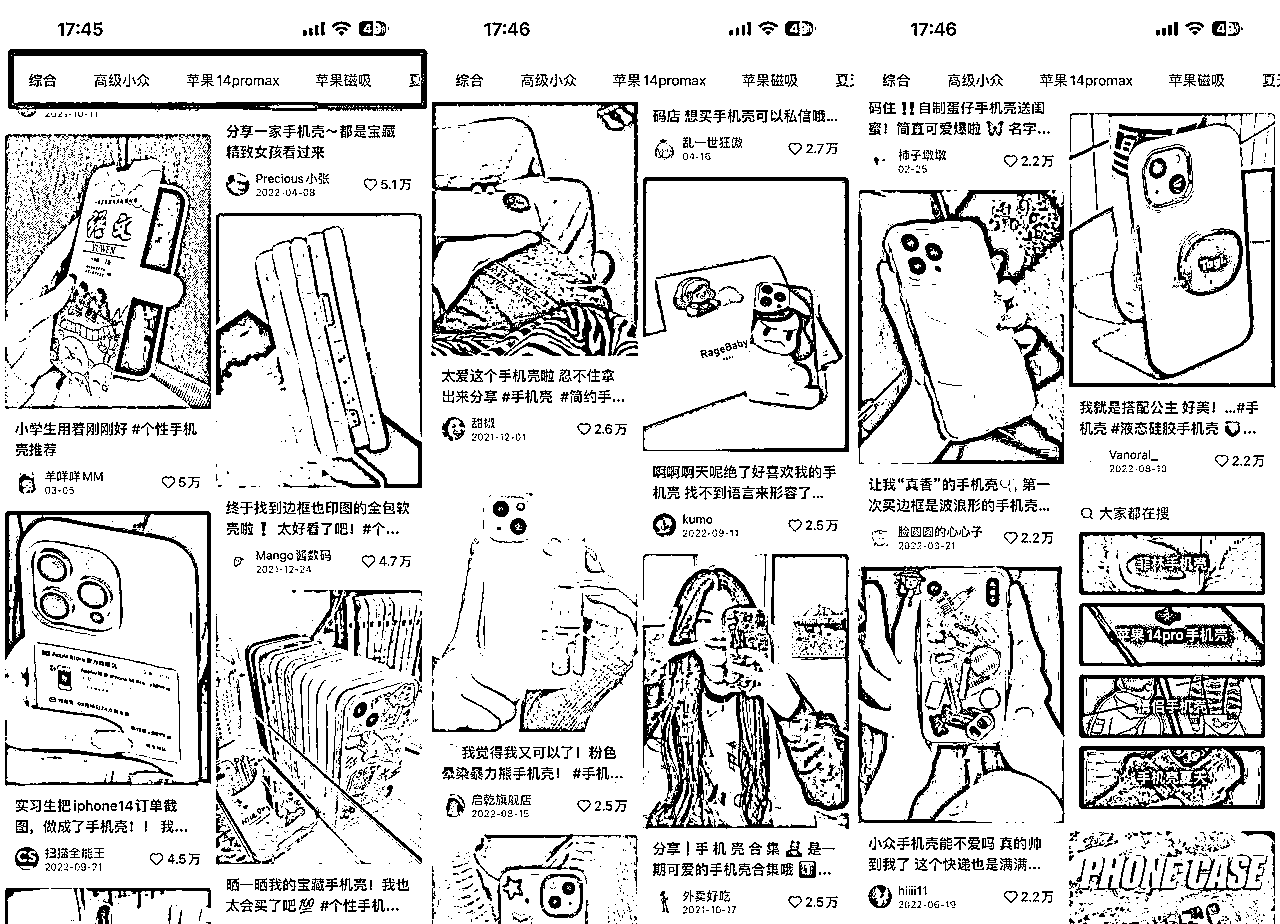 17:45
综合 高级小众 苹果14promax 苹果磁吸
2021-10-11
语文
YUWEN
小学生用着刚刚好 #个性手机
壳推荐
羊咩咩MM
03-05
5万
实习生把iphone14订单截
图，做成了手机壳！！我...
扫描全能王
2022-09-21
4.5万
分享一家手机壳～都是宝藏
精致女孩看过来
Precious小张
2022-04-08
5.1万
终于找到边框也印图的全包软
壳啦！太好看了吧！#个...
Mango酱数码
2021-12-24
4.7万
晒一晒我的宝藏手机壳！我也
太会买了吧💯 #个性手机...
17:46
综合 高级小众 苹果14promax 苹果磁吸
太爱这个手机壳啦 忍不住拿
出来分享 #手机壳 #简约手...
2021-12-01
2.6万
我觉得我又可以了！粉色
晕染暴力熊手机壳！ #手机...
启乾旗舰店
2022-08-15
2.5万
码店 想买手机壳可以私信哦...
乱一世狂傲
04-16
2.7万
RageBaby
啊啊啊天呢绝了好喜欢我的手
机壳 找不到语言来形容了...
kumo
2022-09-11
2.5万
分享 | 手机壳合集 是一
期可爱的手机壳合集哦 ...
外卖好吃
2021-10-17
2.5万
17:46
综合 高级小众 苹果14promax 苹果磁吸
码住‼️自制蛋仔手机壳送闺
蜜！简直可爱爆啦 名字...
柿子墩墩
02-25
2.2万
让我“真香”的手机壳, 第一
次买边框是波浪形的手机壳...
脸圆圆的心心子
2022-03-21
2.2万
小众手机壳能不爱吗 真的帅
到我了 这个快递也是满满...
hiiii11
2022-06-19
2.2万
我就是搭配公主 好美！...#手
机壳 #液态硅胶手机壳 ...
Vanoral_
2022-08-10
2.2万
大家都在搜
菲林手机壳
苹果14pro手机壳
微信手机壳
手机壳夏天
PHONE CASE